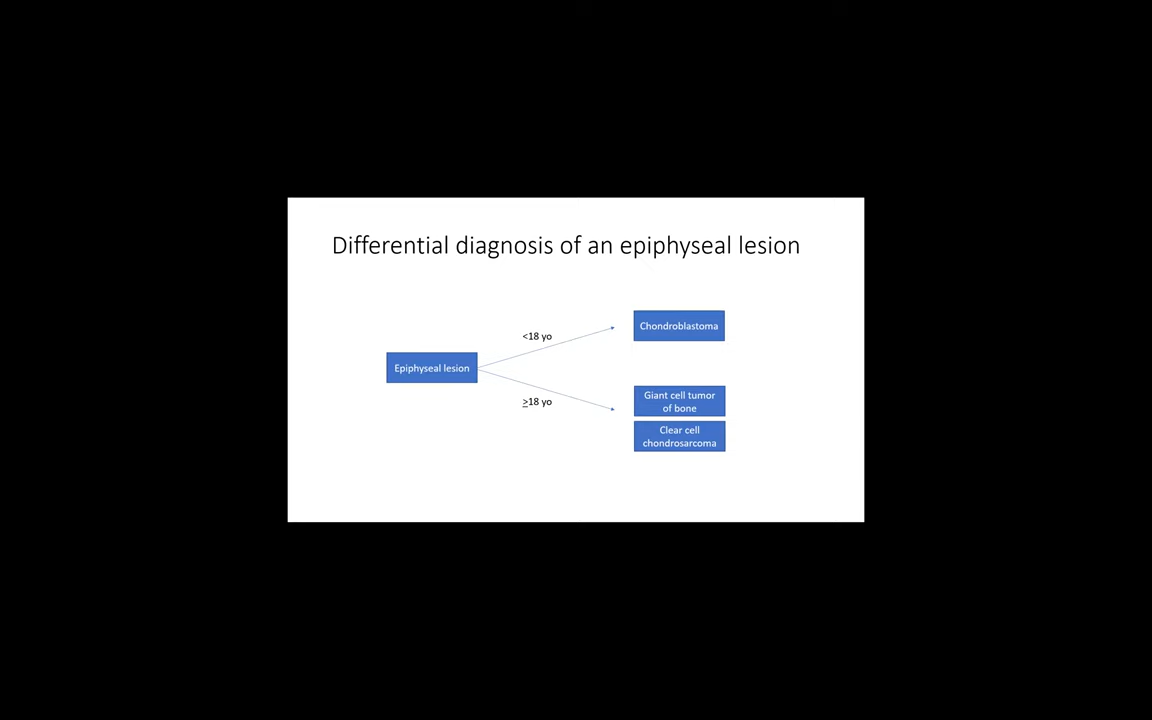 Differential diagnosis of an epiphyseal lesion
<18 yo
Chondroblastoma
Epiphyseal lesion
≥18 yo
Giant cell tumor
of bone
Clear cell
chondrosarcoma